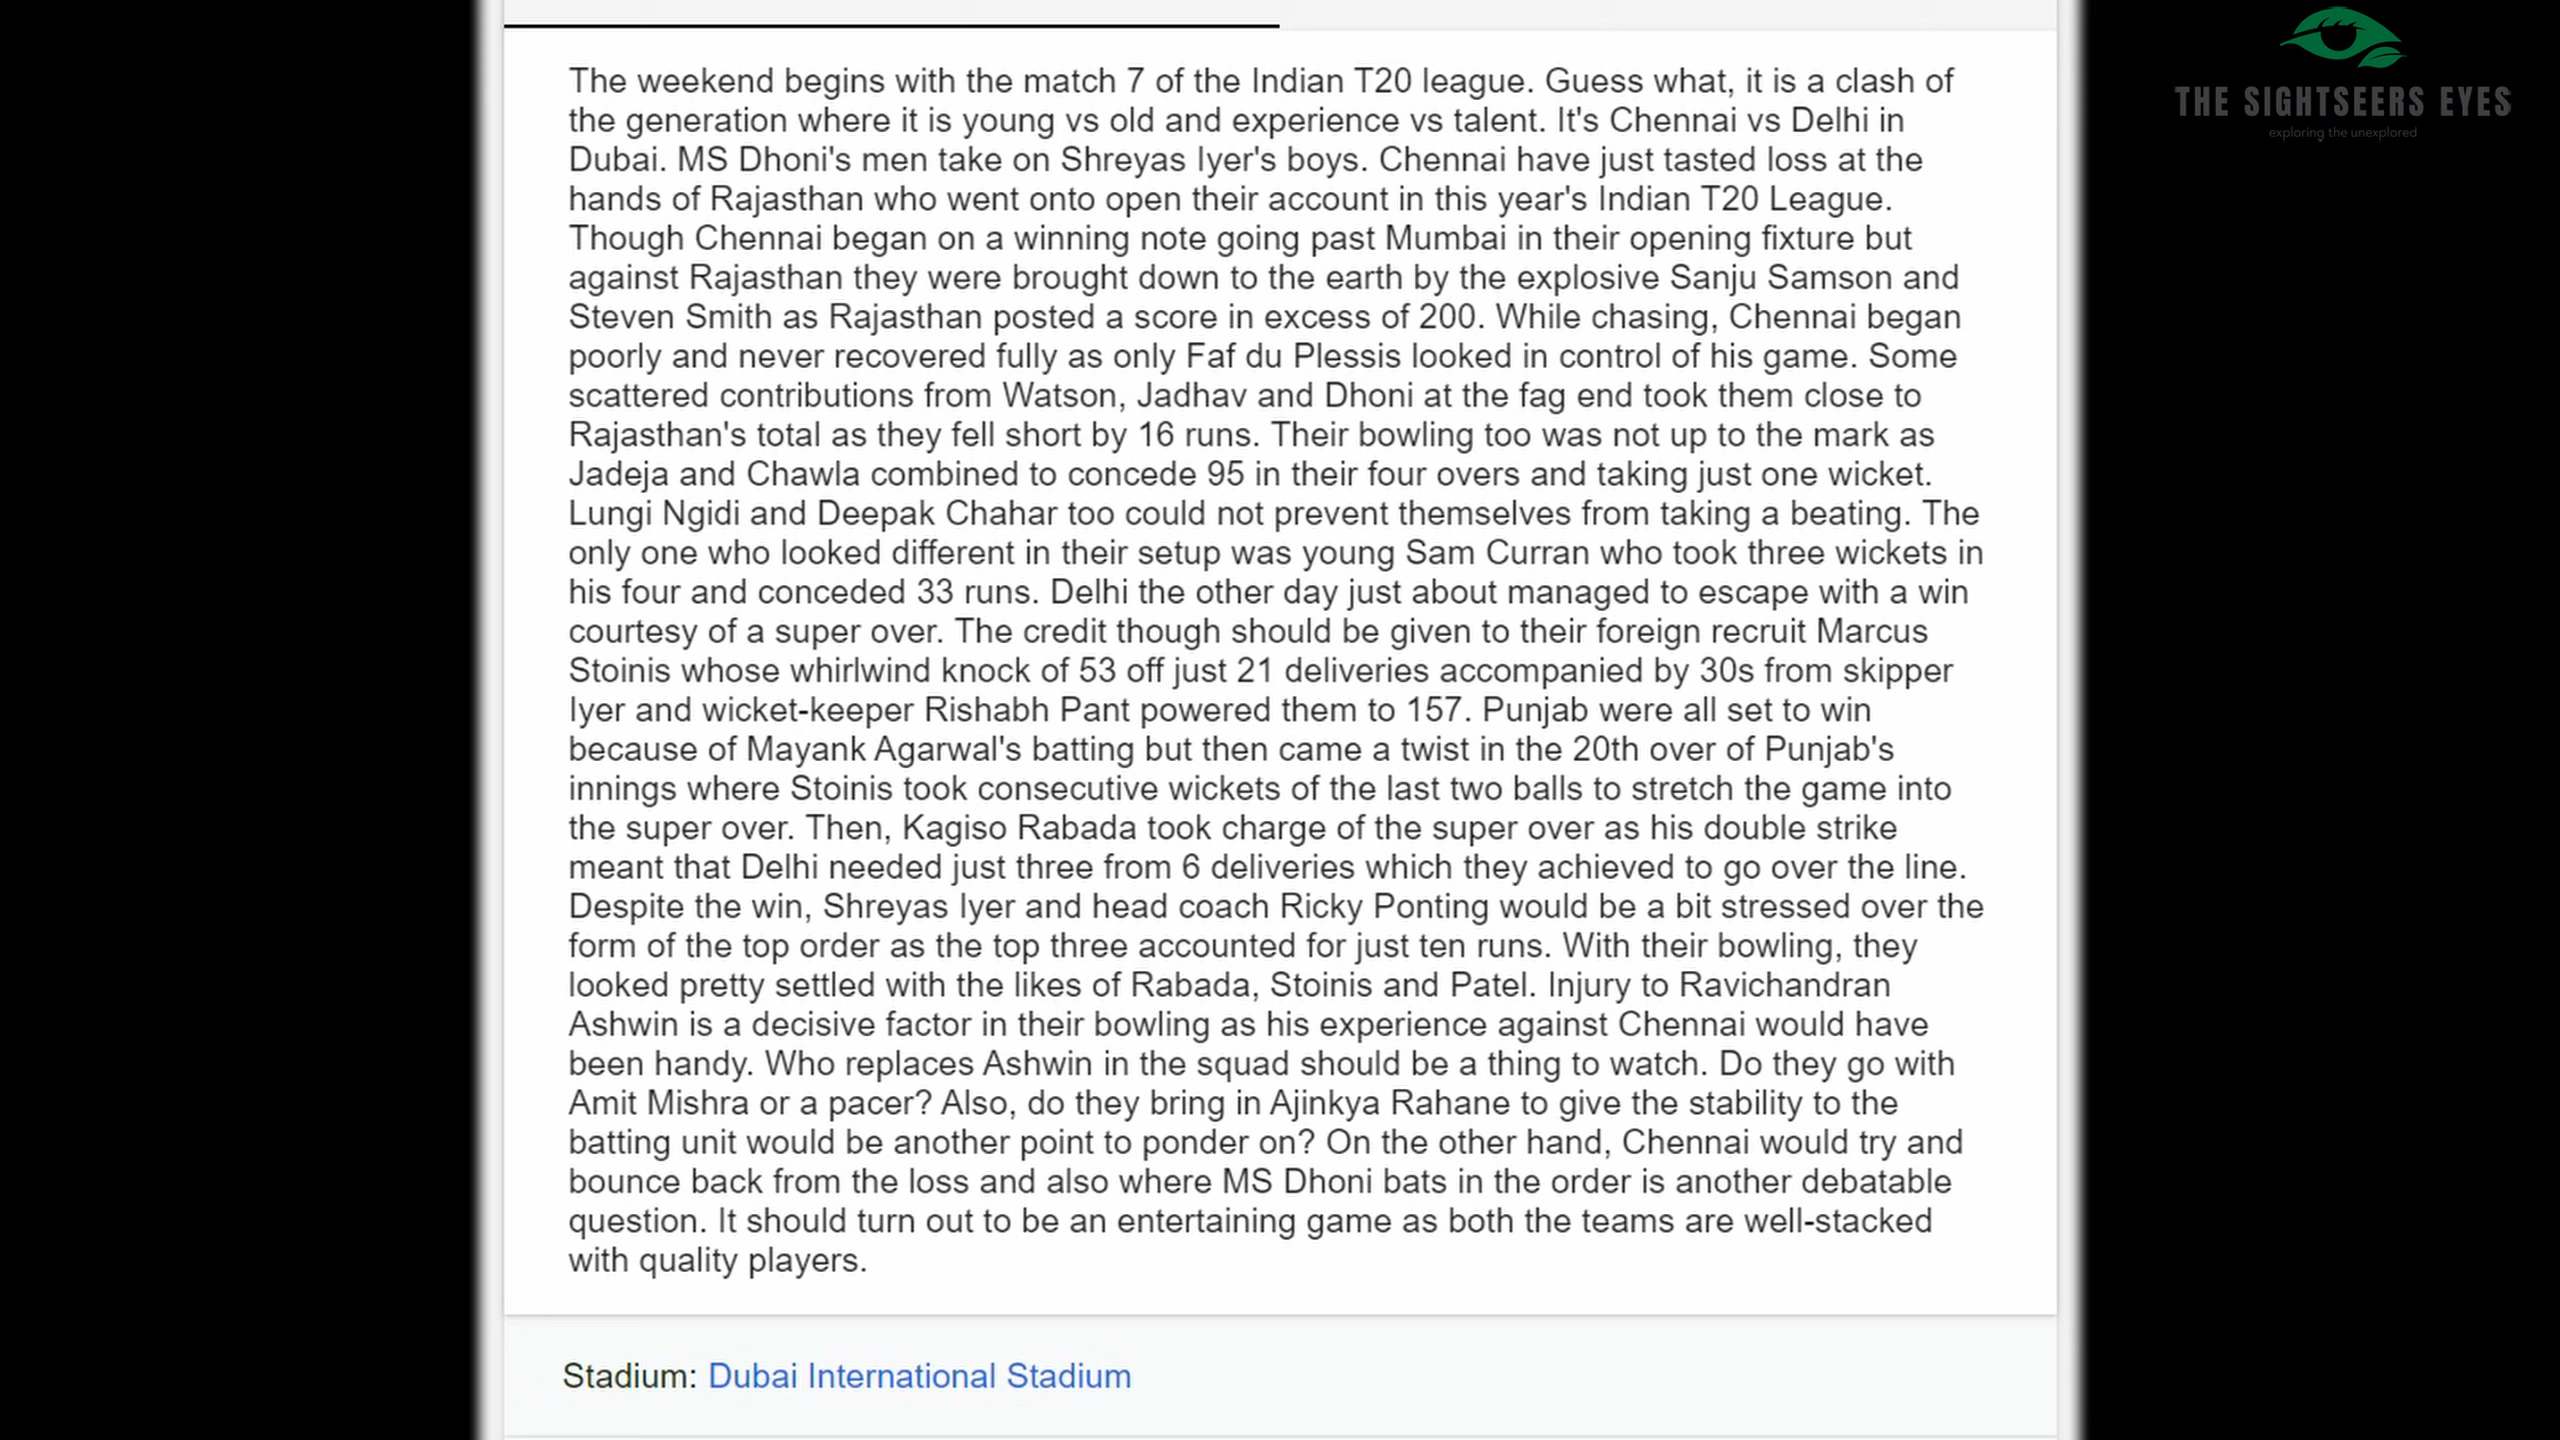 THE SIGHTSEERS EYES
exploring the unexplored
The weekend begins with the match 7 of the Indian T20 league. Guess what, it is a clash of
the generation where it is young vs old and experience vs talent. It's Chennai vs Delhi in
Dubai. MS Dhoni's men take on Shreyas Iyer's boys. Chennai have just tasted loss at the
hands of Rajasthan who went onto open their account in this year's Indian T20 League.
Though Chennai began on a winning note going past Mumbai in their opening fixture but
against Rajasthan they were brought down to the earth by the explosive Sanju Samson and
Steven Smith as Rajasthan posted a score in excess of 200. While chasing, Chennai began
poorly and never recovered fully as only Faf du Plessis looked in control of his game. Some
scattered contributions from Watson, Jadhav and Dhoni at the fag end took them close to
Rajasthan's total as they fell short by 16 runs. Their bowling too was not up to the mark as
Jadeja and Chawla combined to concede 95 in their four overs and taking just one wicket.
Lungi Ngidi and Deepak Chahar too could not prevent themselves from taking a beating. The
only one who looked different in their setup was young Sam Curran who took three wickets in
his four and conceded 33 runs. Delhi the other day just about managed to escape with a win
courtesy of a super over. The credit though should be given to their foreign recruit Marcus
Stoinis whose whirlwind knock of 53 off just 21 deliveries accompanied by 30s from skipper
Iyer and wicket-keeper Rishabh Pant powered them to 157. Punjab were all set to win
because of Mayank Agarwal's batting but then came a twist in the 20th over of Punjab's
innings where Stoinis took consecutive wickets of the last two balls to stretch the game into
the super over. Then, Kagiso Rabada took charge of the super over as his double strike
meant that Delhi needed just three from 6 deliveries which they achieved to go over the line.
Despite the win, Shreyas Iyer and head coach Ricky Ponting would be a bit stressed over the
form of the top order as the top three accounted for just ten runs. With their bowling, they
looked pretty settled with the likes of Rabada, Stoinis and Patel. Injury to Ravichandran
Ashwin is a decisive factor in their bowling as his experience against Chennai would have
been handy. Who replaces Ashwin in the squad should be a thing to watch. Do they go with
Amit Mishra or a pacer? Also, do they bring in Ajinkya Rahane to give the stability to the
batting unit would be another point to ponder on? On the other hand, Chennai would try and
bounce back from the loss and also where MS Dhoni bats in the order is another debatable
question. It should turn out to be an entertaining game as both the teams are well-stacked
with quality players.
Stadium: Dubai International Stadium